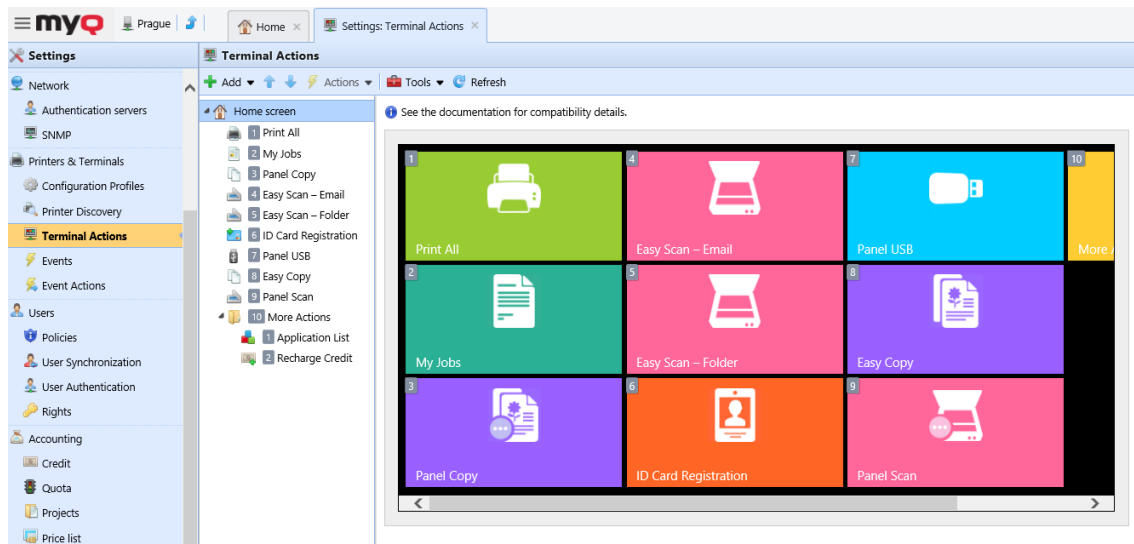 myQ
Prague
Home
Settings: Terminal Actions
Settings
Terminal Actions
Add
Actions
Tools
Refresh
Network
Authentication servers
SNMP
Printers & Terminals
Configuration Profiles
Printer Discovery
Terminal Actions
Events
Event Actions
Users
Policies
User Synchronization
User Authentication
Rights
Accounting
Credit
Quota
Projects
Price list
Home screen
1 Print All
2 My Jobs
3 Panel Copy
4 Easy Scan – Email
5 Easy Scan – Folder
6 ID Card Registration
7 Panel USB
8 Easy Copy
9 Panel Scan
10 More Actions
1 Application List
2 Recharge Credit
See the documentation for compatibility details.
1
Print All
4
Easy Scan – Email
7
Panel USB
10
More
2
My Jobs
5
Easy Scan – Folder
8
Easy Copy
3
Panel Copy
6
ID Card Registration
9
Panel Scan